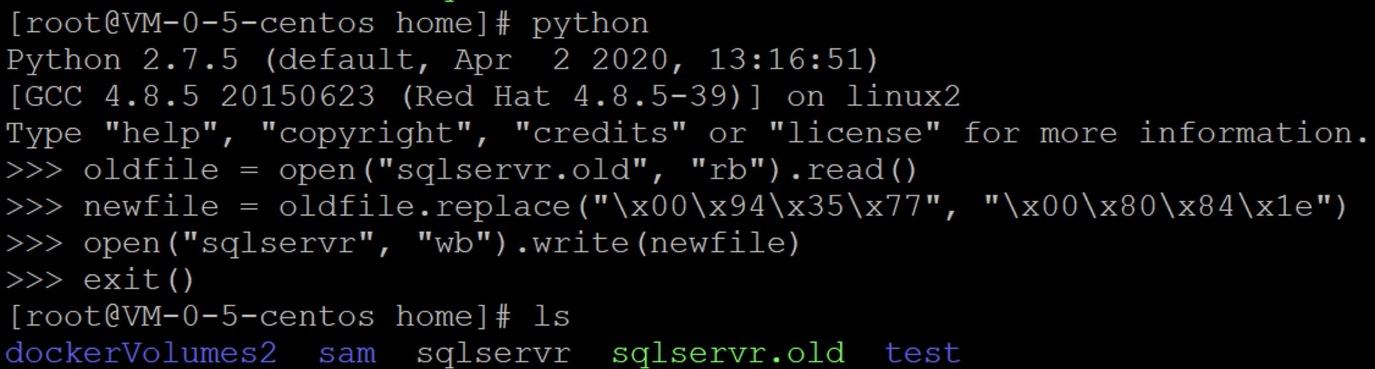 [root@VM-0-5-centos home]# python
Python 2.7.5 (default, Apr  2 2020, 13:16:51)
[GCC 4.8.5 20150623 (Red Hat 4.8.5-39)] on linux2
Type "help", "copyright", "credits" or "license" for more information.
>>> oldfile = open("sqlservr.old", "rb").read()
>>> newfile = oldfile.replace("\x00\x94\x35\x77", "\x00\x80\x84\x1e")
>>> open("sqlservr", "wb").write(newfile)
>>> exit()
[root@VM-0-5-centos home]# ls
dockerVolumes2  sam  sqlservr  sqlservr.old  test